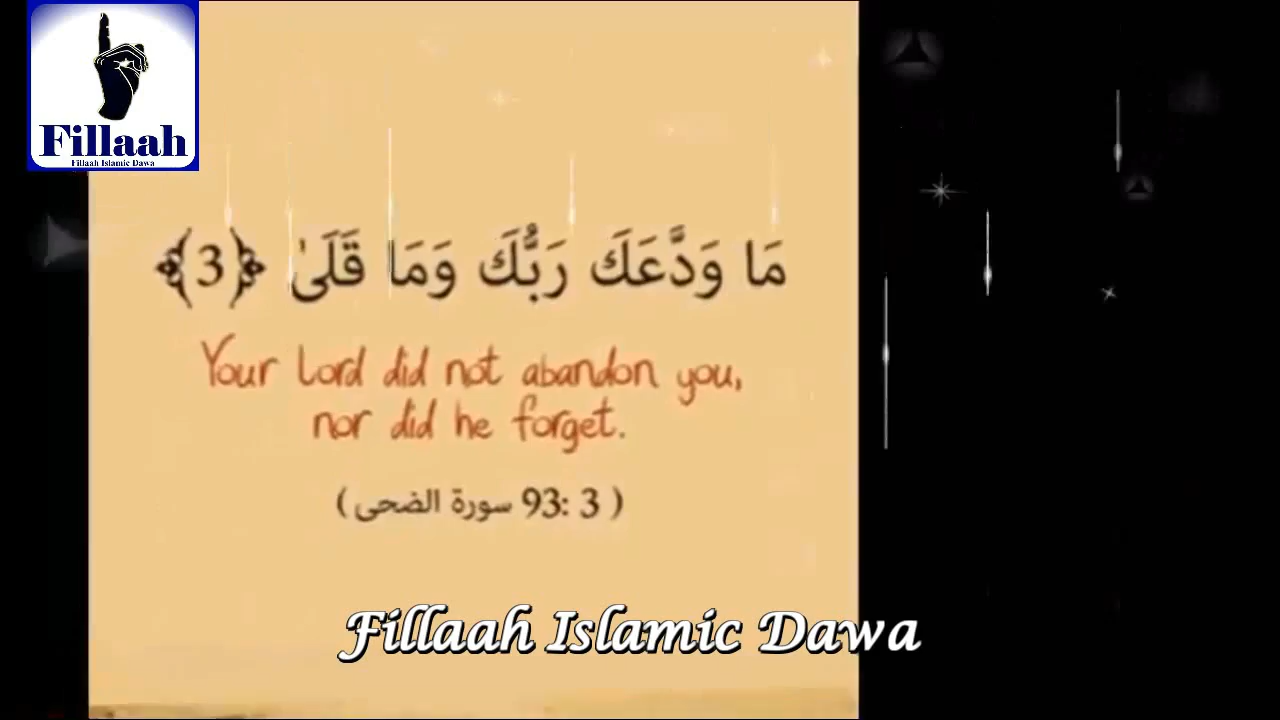 Fillaah
Fillaah Islamic Dawa
مَا وَدَّعَكَ رَبُّكَ وَمَا قَلَىٰ ﴿3﴾
Your Lord did not abandon you,
nor did he forget.
( 93: 3 سورة الضحى )
Fillaah Islamic Dawa